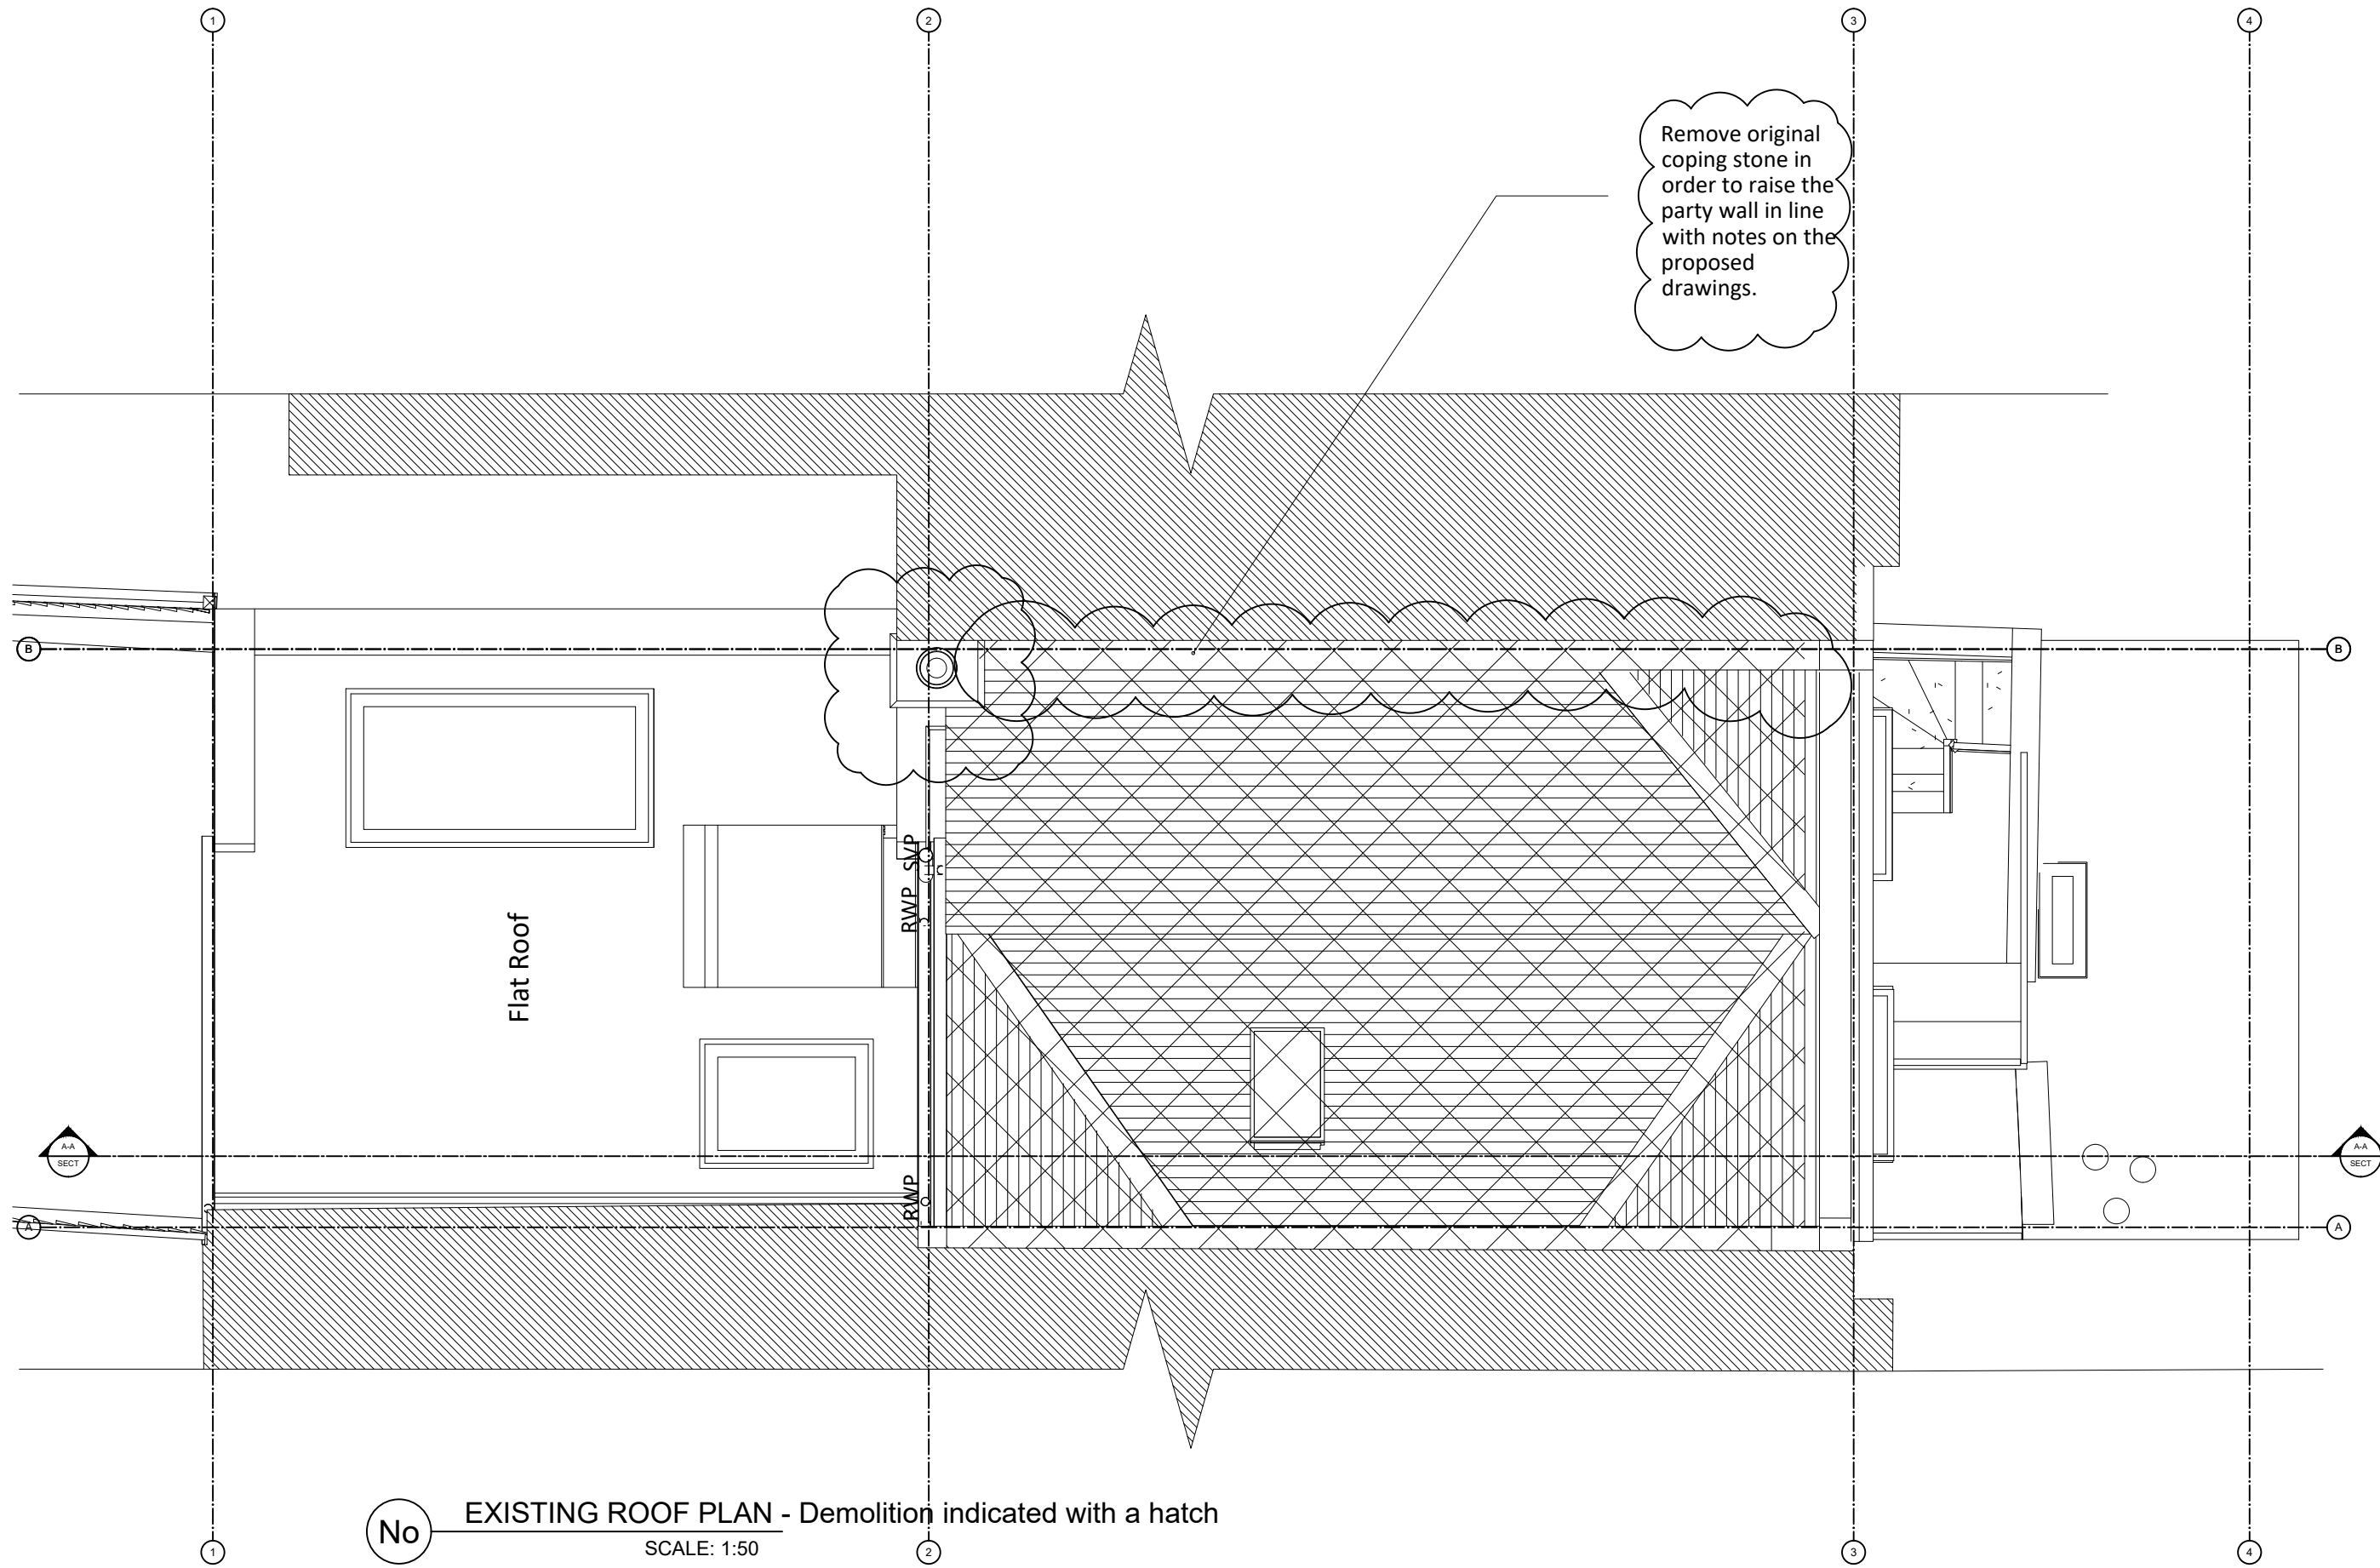 1
2
3
4
Remove original
coping stone in
order to raise the
party wall in line
with notes on the
proposed
drawings.
B
B
SVP
RWP
Flat Roof
A-A
SECT
A-A
SECT
RWP
A
A
No
EXISTING ROOF PLAN - Demolition indicated with a hatch
SCALE: 1:50
1
2
3
4